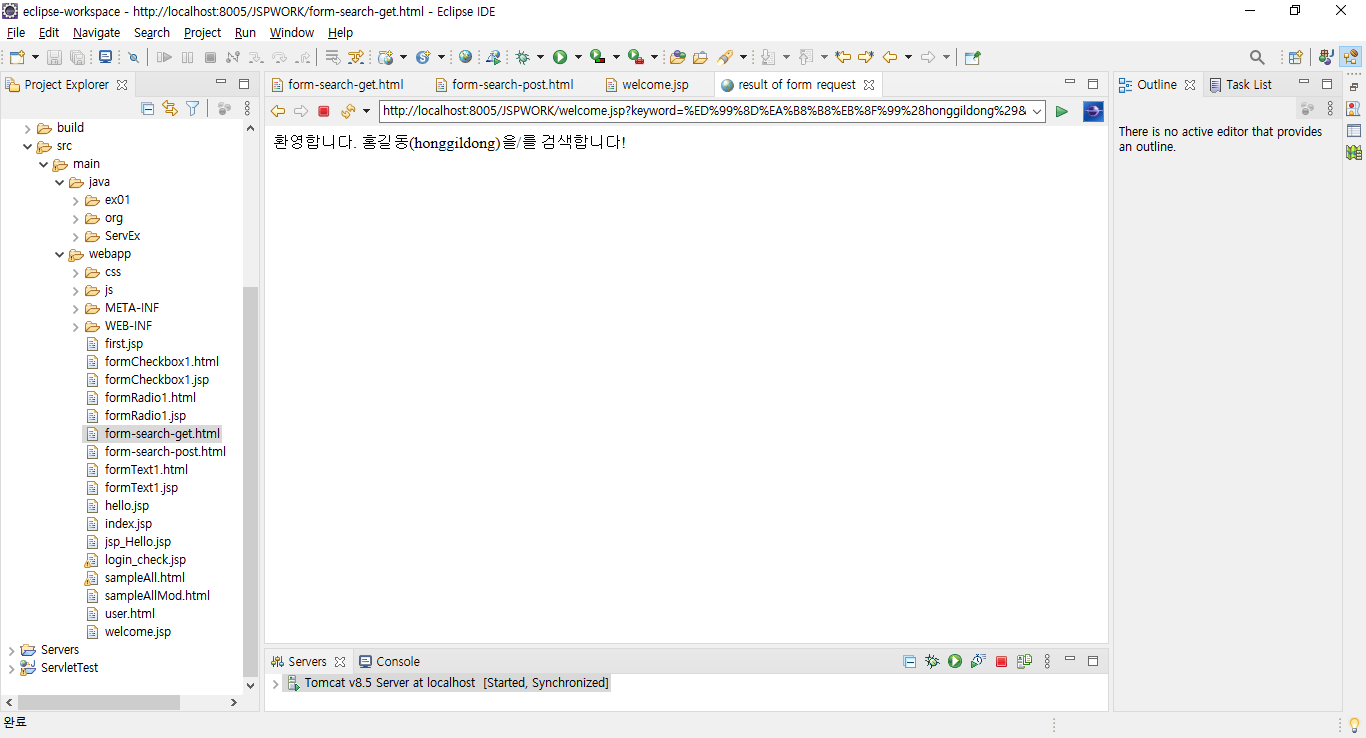 eclipse-workspace - http://localhost:8005/JSPWORK/form-search-get.html - Eclipse IDE
File Edit Navigate Search Project Run Window Help
Project Explorer
build
src
main
java
ex01
org
ServEx
webapp
css
js
META-INF
WEB-INF
first.jsp
formCheckbox1.html
formCheckbox1.jsp
formRadio1.html
formRadio1.jsp
form-search-get.html
form-search-post.html
formText1.html
formText1.jsp
hello.jsp
index.jsp
jsp_Hello.jsp
login_check.jsp
sampleAll.html
sampleAllMod.html
user.html
welcome.jsp
Servers
ServletTest
form-search-get.html form-search-post.html welcome.jsp result of form request
http://localhost:8005/JSPWORK/welcome.jsp?keyword=%ED%99%8D%EA%B8%B8%EB%8F%99%28honggildong%29&
환영합니다. 홍길동(honggildong)을/를 검색합니다!
Servers Console
Tomcat v8.5 Server at localhost [Started, Synchronized]
Outline Task List
There is no active editor that provides
an outline.
완료